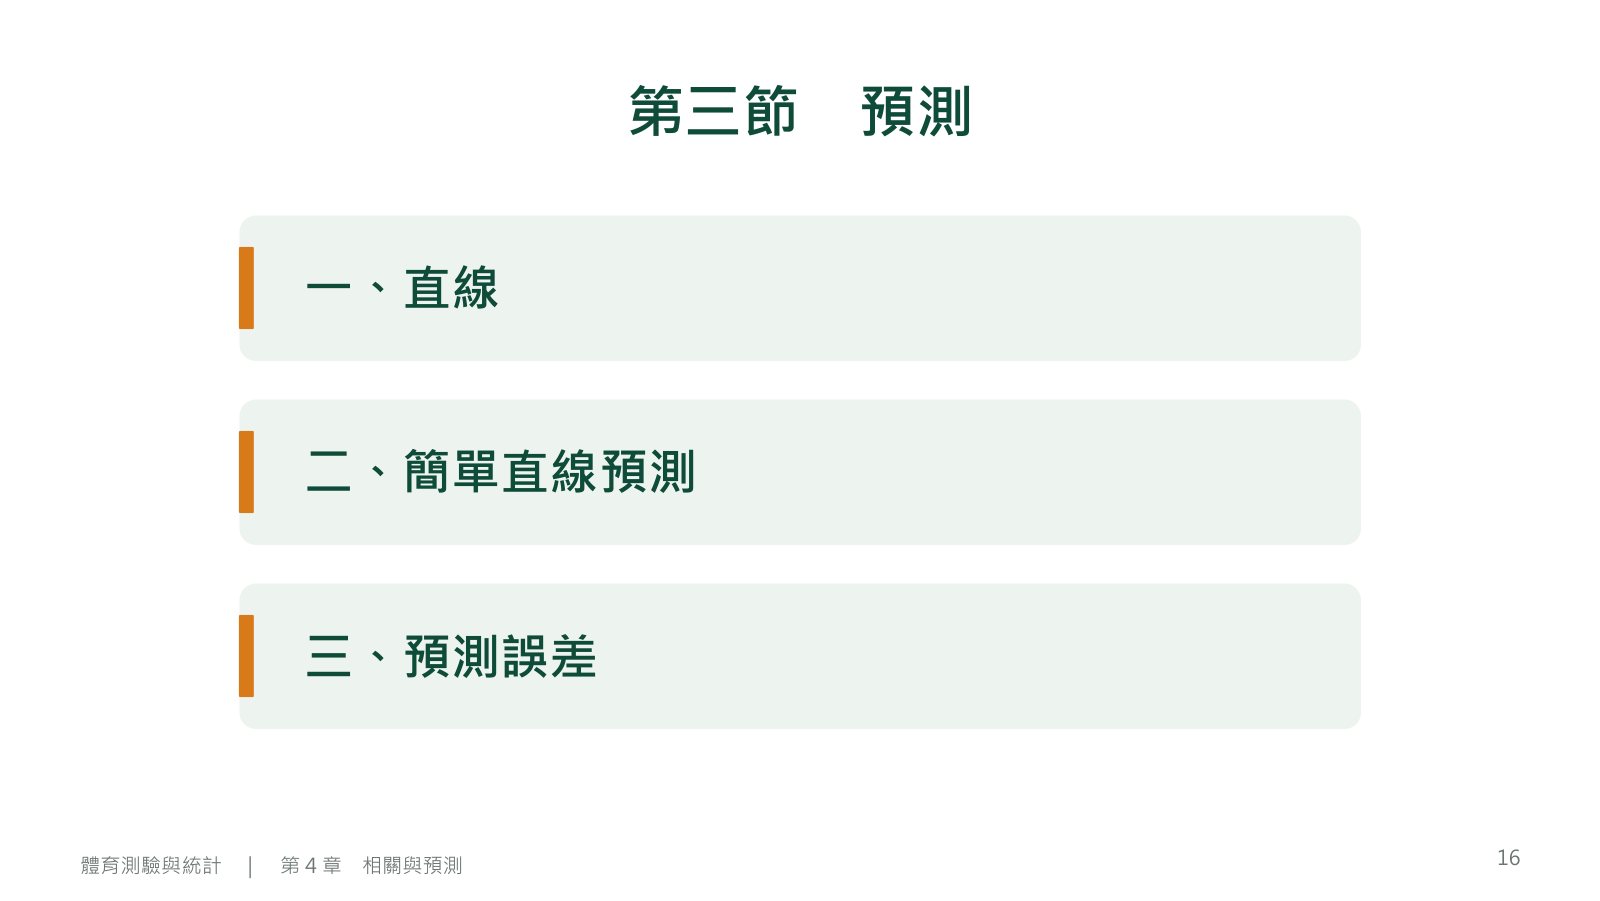 第三節　預測
一、直線
二、簡單直線預測
三、預測誤差
體育測驗與統計　|　第 4 章　相關與預測
16